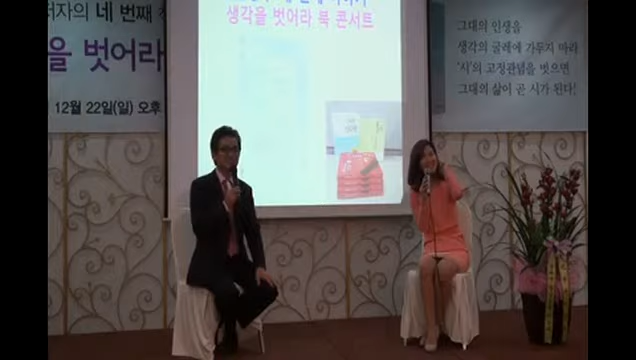 저자의 네 번째
을 벗어라
12월 22일(일) 오후
생각을 벗어라, 북 콘서트
그대의 인생을
생각의 굴레에 가두지 마라
'시'의 고정관념을 벗으면
그대의 삶이 곧 시가 된다!